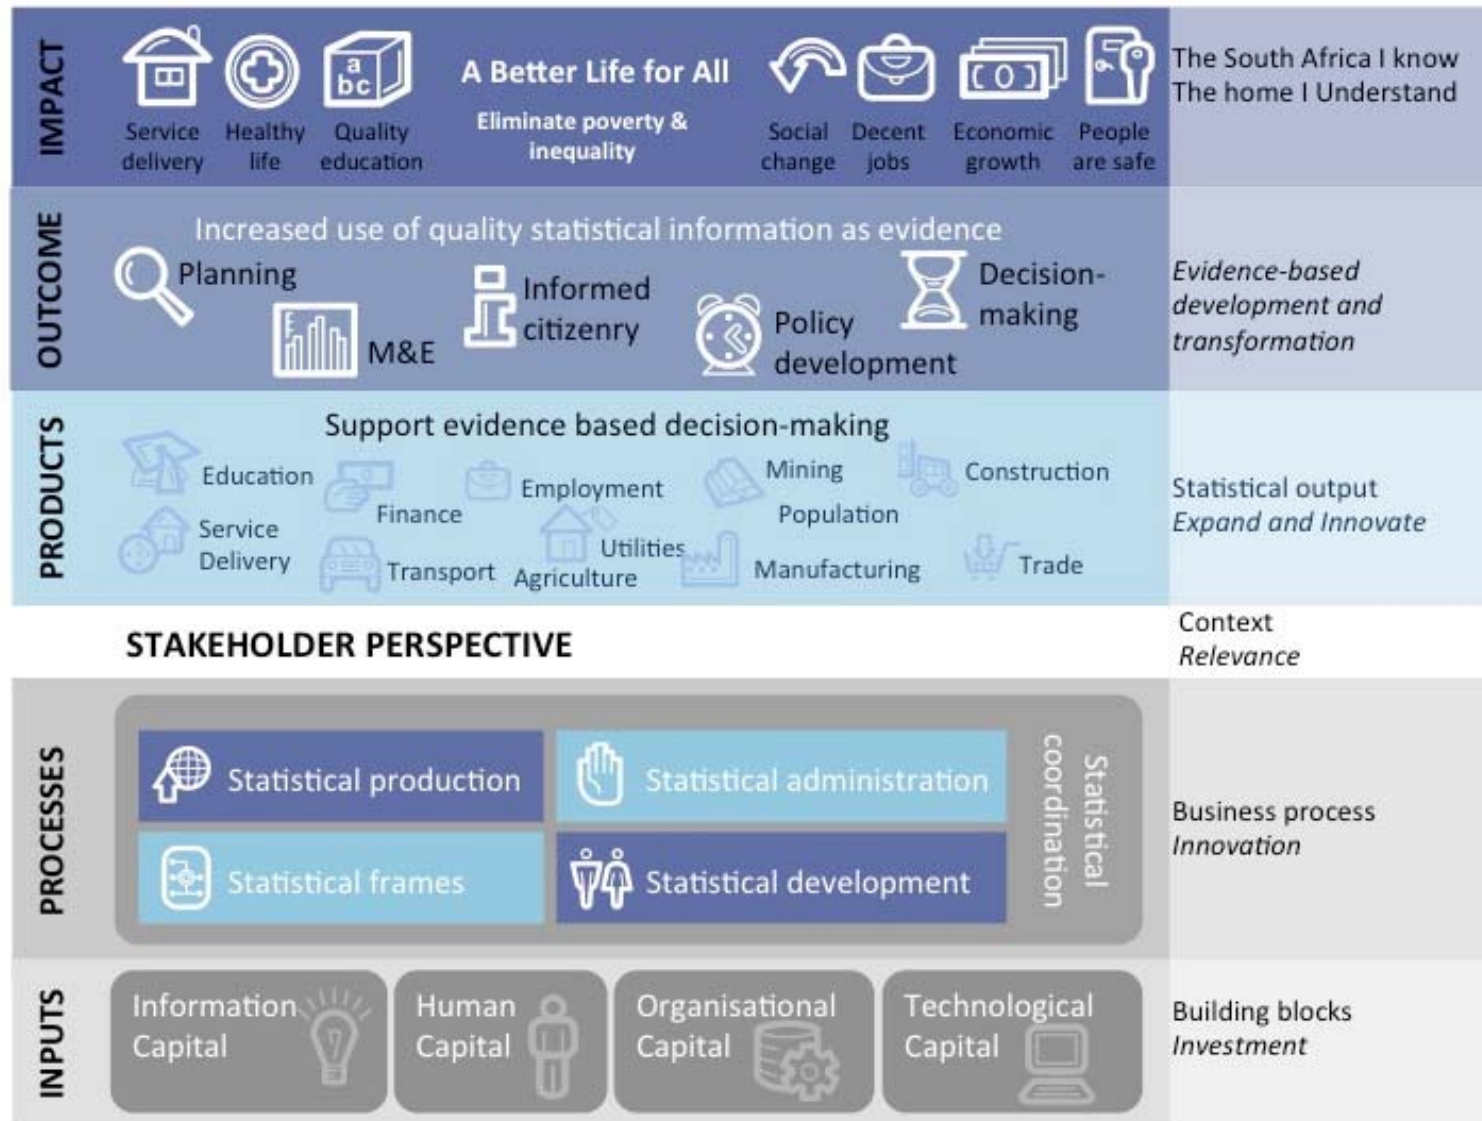 IMPACT
a
bc
A Better Life for All
Eliminate poverty &
inequality
Service
delivery
Healthy
life
Quality
education
Social
change
Decent
jobs
Economic
growth
People
are safe
The South Africa I know
The home I Understand
OUTCOME
Increased use of quality statistical information as evidence
Planning
M&E
Informed
citizenry
Policy
development
Decision-
making
Evidence-based
development and
transformation
PRODUCTS
Support evidence based decision-making
Education
Finance
Employment
Mining
Population
Construction
Service
Delivery
Transport
Utilities
Agriculture
Manufacturing
Trade
Statistical output
Expand and Innovate
STAKEHOLDER PERSPECTIVE
Context
Relevance
PROCESSES
Statistical production
Statistical administration
Statistical frames
Statistical development
Statistical
coordination
Business process
Innovation
INPUTS
Information
Capital
Human
Capital
Organisational
Capital
Technological
Capital
Building blocks
Investment